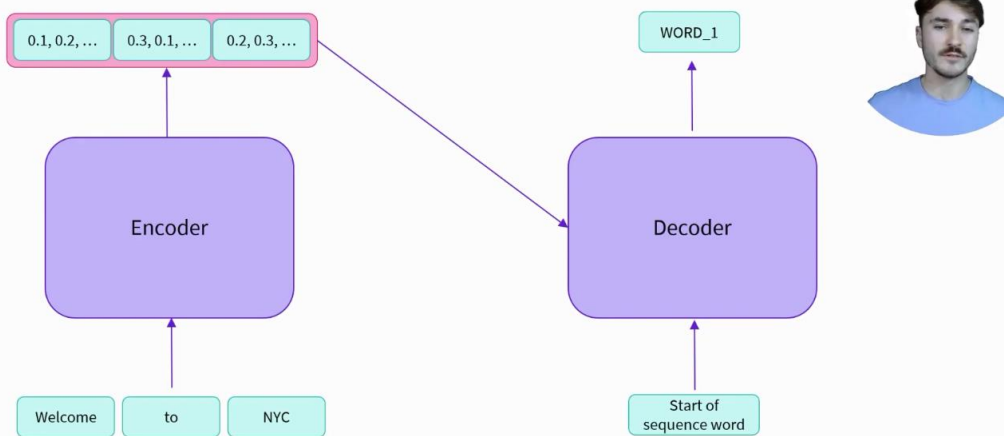 0.1, 0.2, …
0.3, 0.1, …
0.2, 0.3, …
WORD_1
Encoder
Decoder
Welcome
to
NYC
Start of
sequence word